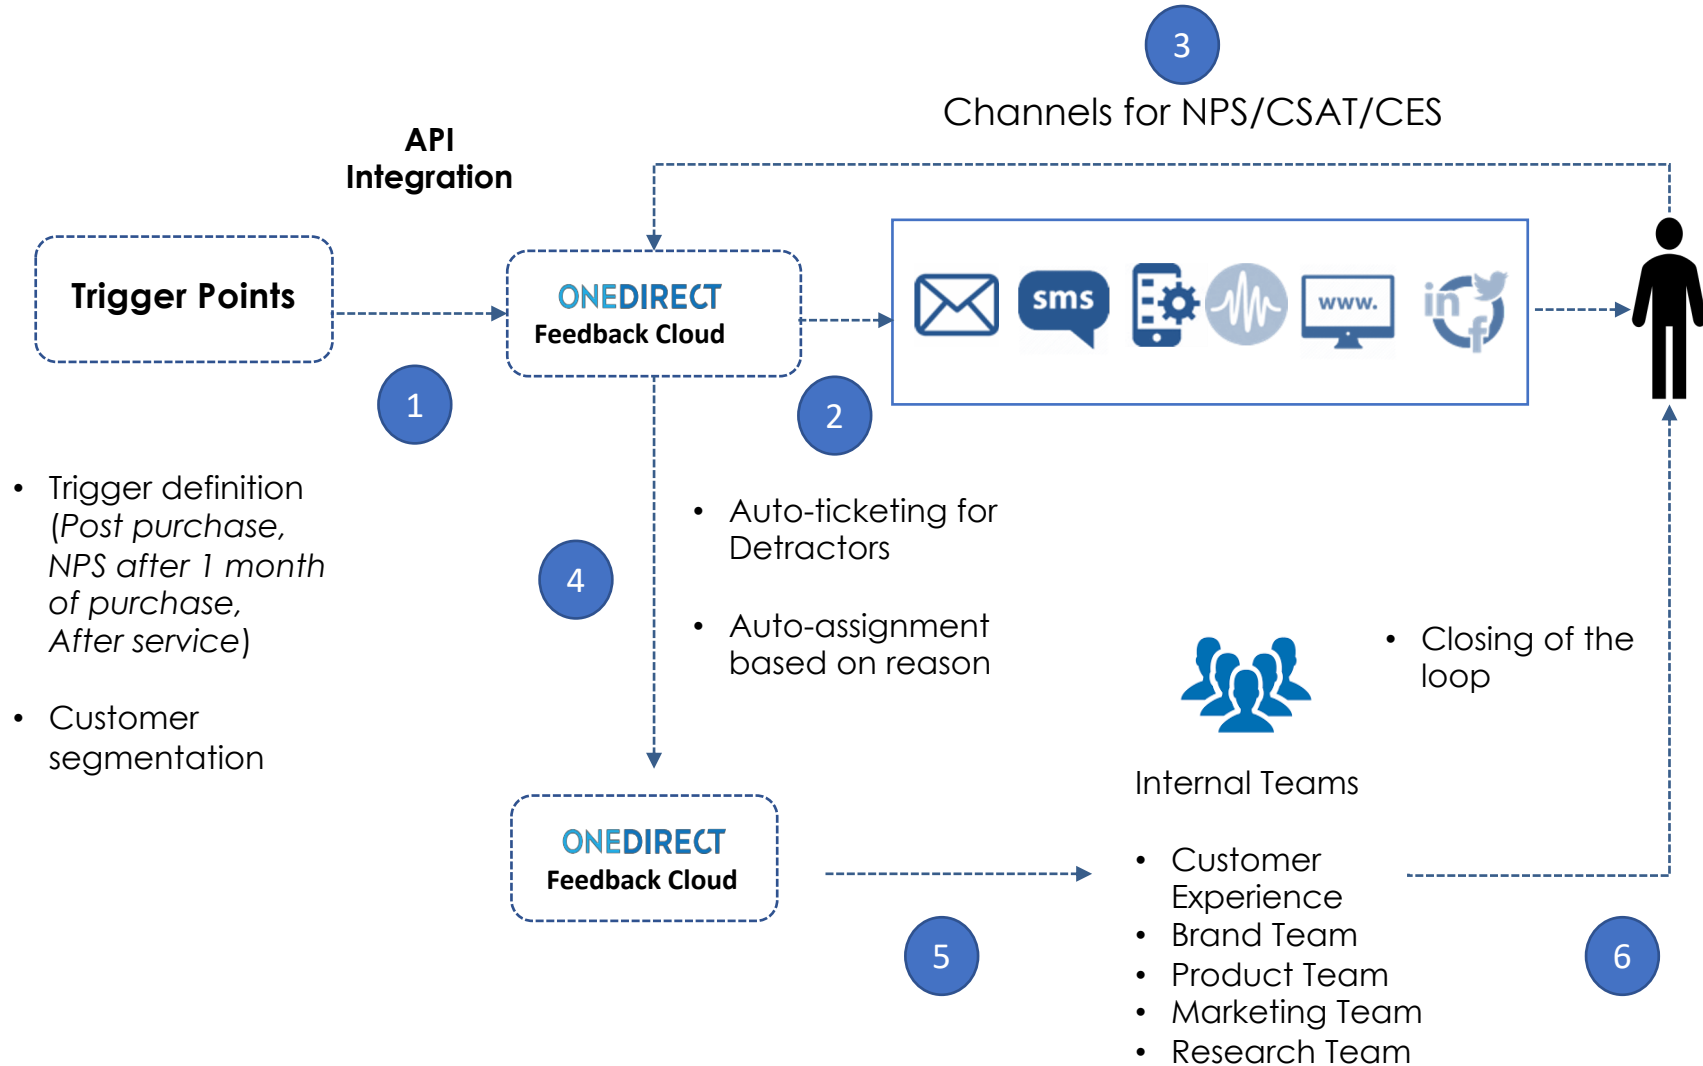 3
Channels for NPS/CSAT/CES
API
Integration
Trigger Points
ONEDIRECT
Feedback Cloud
sms
www.
in
f
1
2
• Trigger definition
(Post purchase,
NPS after 1 month
of purchase,
After service)
• Customer
segmentation
4
• Auto-ticketing for
Detractors
• Auto-assignment
based on reason
• Closing of the
loop
ONEDIRECT
Feedback Cloud
5
Internal Teams
• Customer
Experience
• Brand Team
• Product Team
• Marketing Team
• Research Team
6